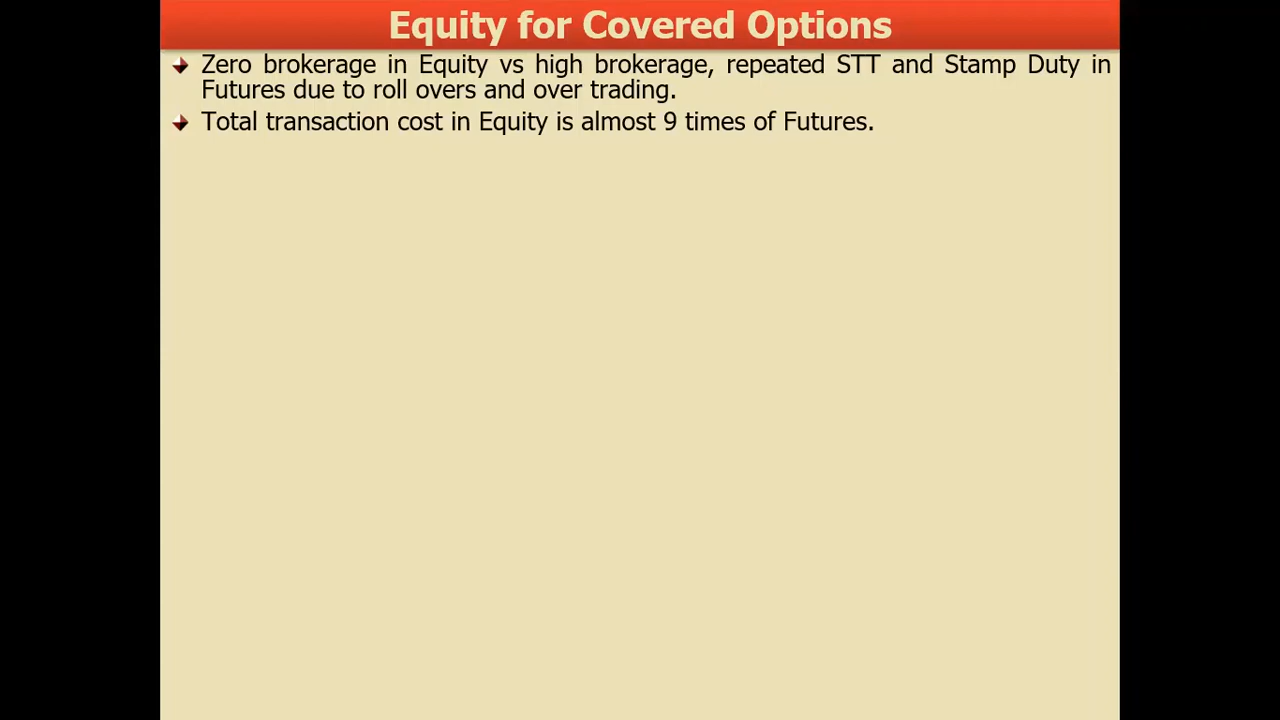 Equity for Covered Options
Zero brokerage in Equity vs high brokerage, repeated STT and Stamp Duty in
Futures due to roll overs and over trading.
Total transaction cost in Equity is almost 9 times of Futures.